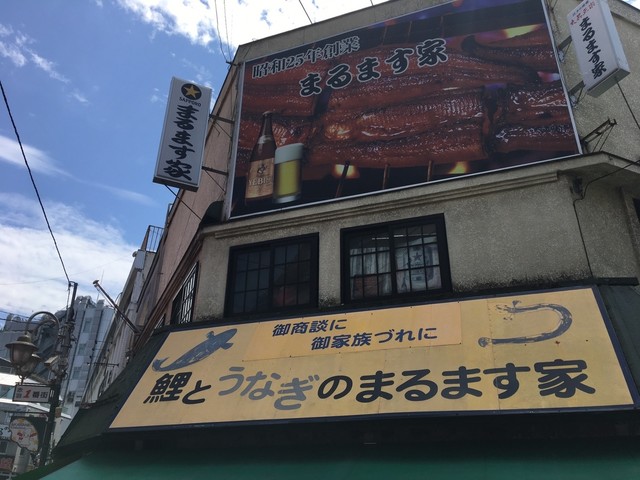 昭和25年創業
まるます家
SAPPORO
まるます家
まるます家
YEBISU
御商談に
御家族づれに
鯉とうなぎのまるます家